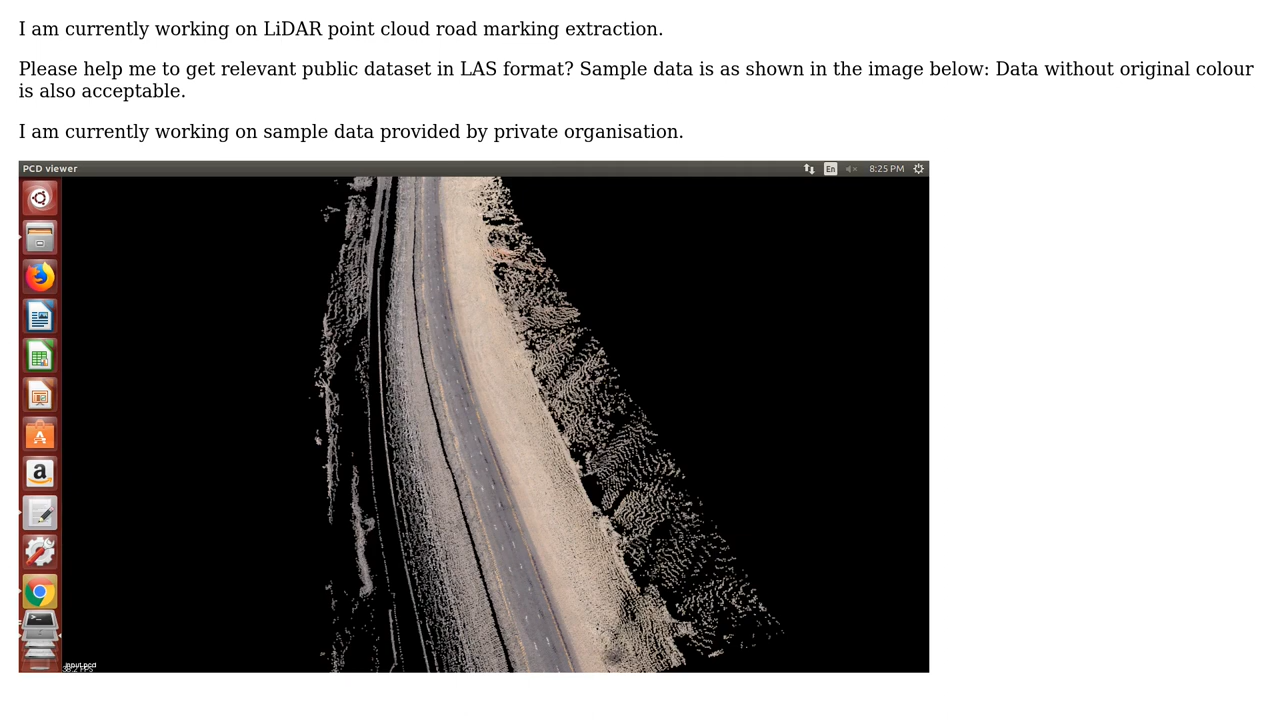 I am currently working on LiDAR point cloud road marking extraction.
Please help me to get relevant public dataset in LAS format? Sample data is as shown in the image below: Data without original colour
is also acceptable.
I am currently working on sample data provided by private organisation.
PCD viewer
En
8:25 PM
input.pcd